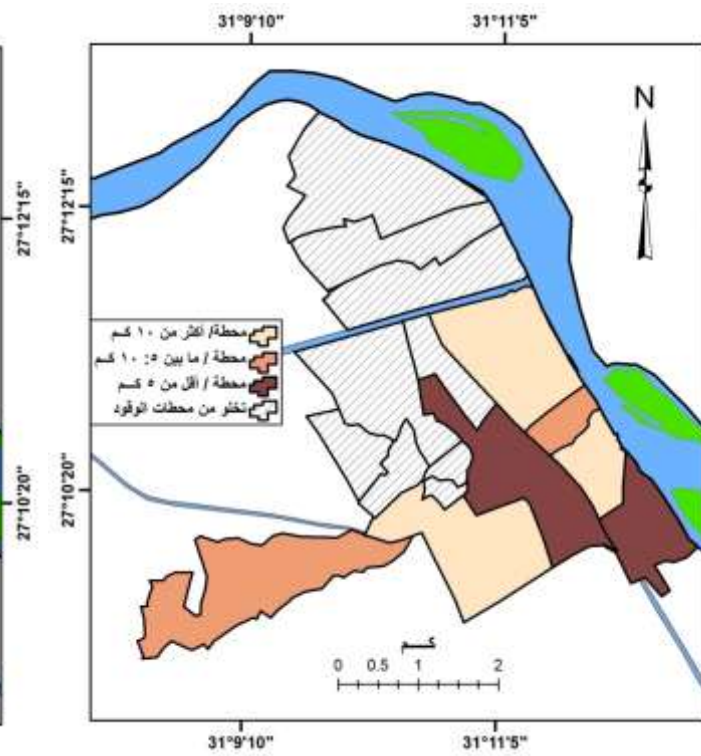 31°9'10"
31°11'5"
N
27°12'15"
27°12'15"
محطة/ أكثر من ١٠ كم
محطة / ما بين ٥: ١٠ كم
محطة / أقل من ٥ كم
تخلو من محطات الوقود
27°10'20"
27°10'20"
كم
0 0.5 1 2
31°9'10"
31°11'5"